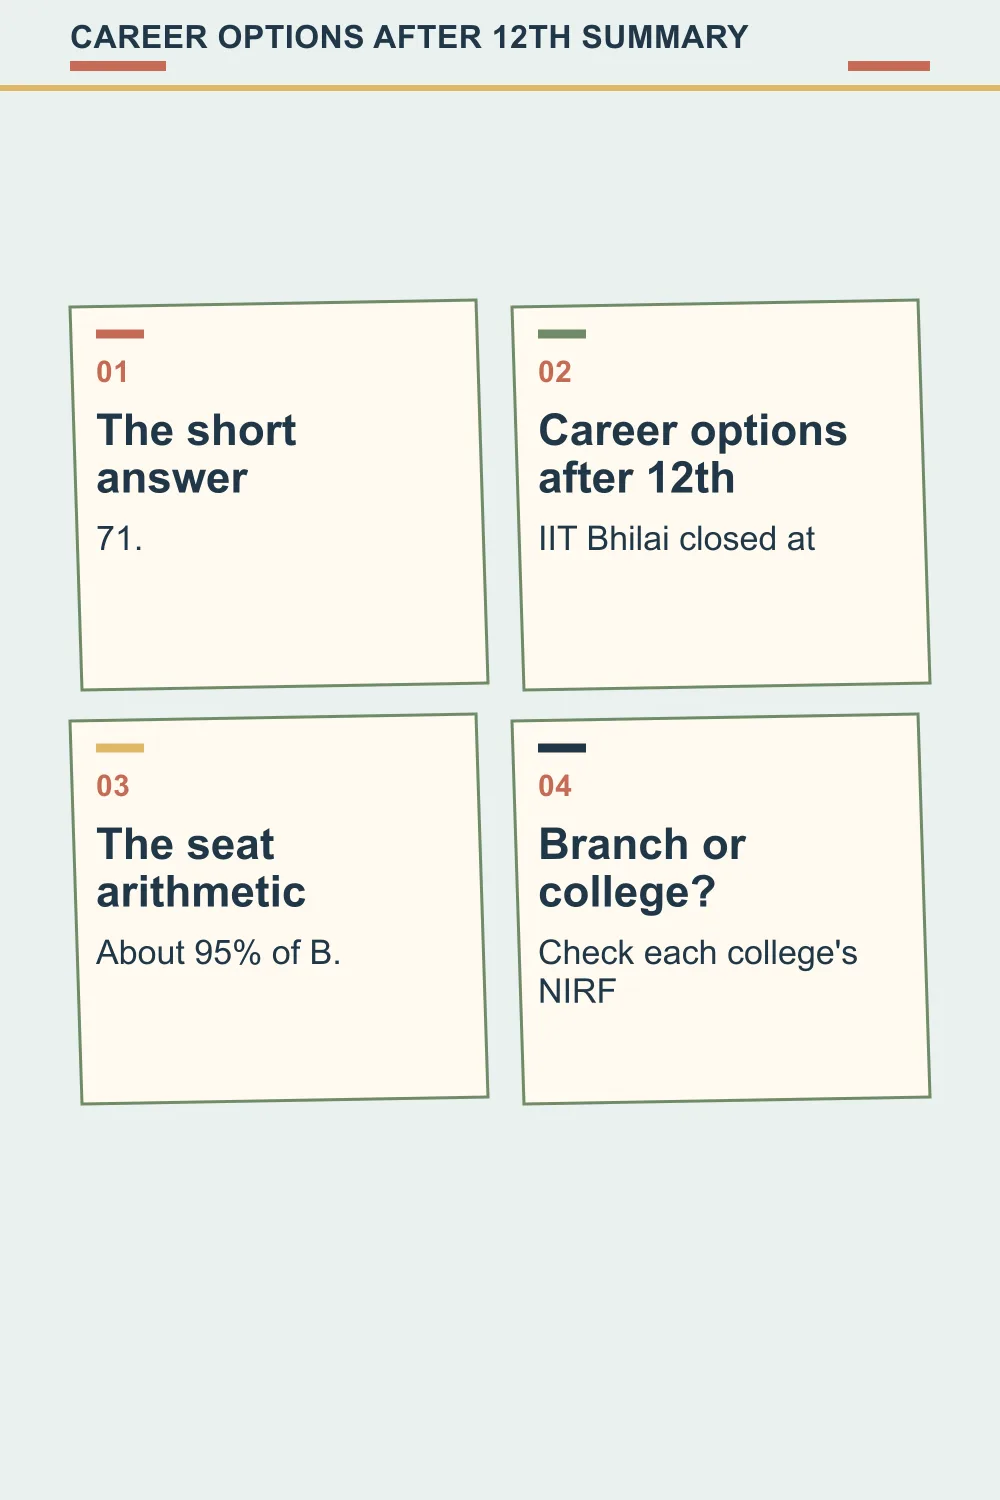 CAREER OPTIONS AFTER 12TH SUMMARY
01
The short
answer
71.
02
Career options
after 12th
IIT Bhilai closed at
03
The seat
arithmetic
About 95% of B.
04
Branch or
college?
Check each college's
NIRF